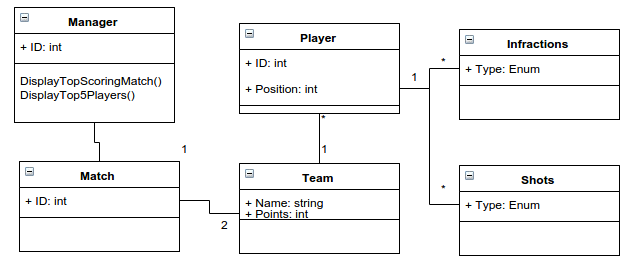 Manager
+ ID: int
DisplayTopScoringMatch()
DisplayTop5Players()
Player
+ ID: int
+ Position: int
Infractions
+ Type: Enum
1
*
*
*
1
Match
+ ID: int
1
2
Team
+ Name: string
+ Points: int
Shots
+ Type: Enum